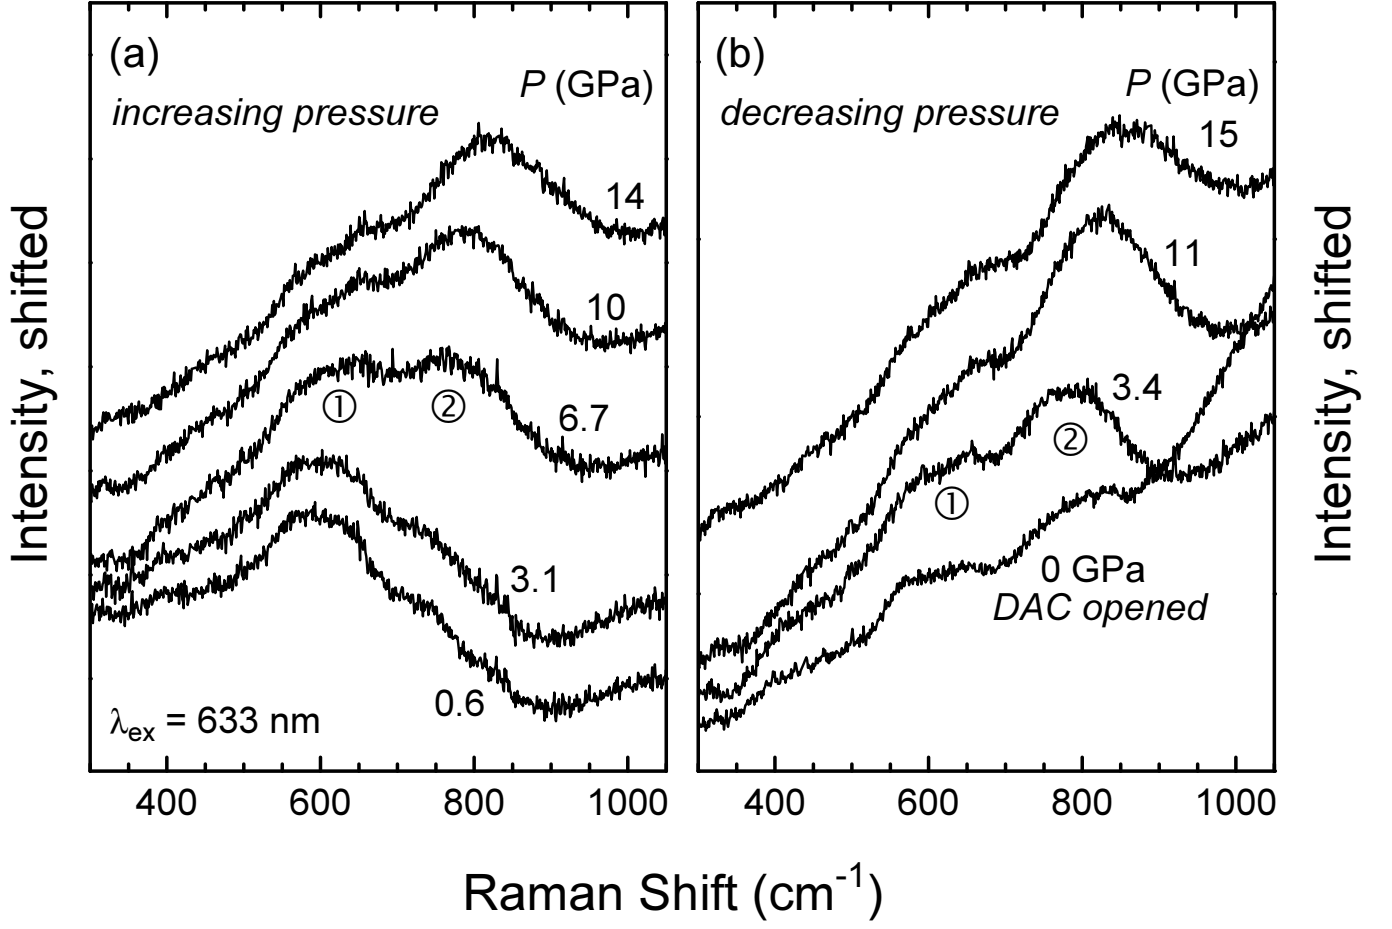 (a)
increasing pressure
P (GPa)
14
10
6.7
① ②
3.1
0.6
λex = 633 nm
400 600 800 1000
(b)
decreasing pressure
P (GPa)
15
11
3.4
②
①
0 GPa
DAC opened
400 600 800 1000
Intensity, shifted
Intensity, shifted
Raman Shift (cm⁻¹)